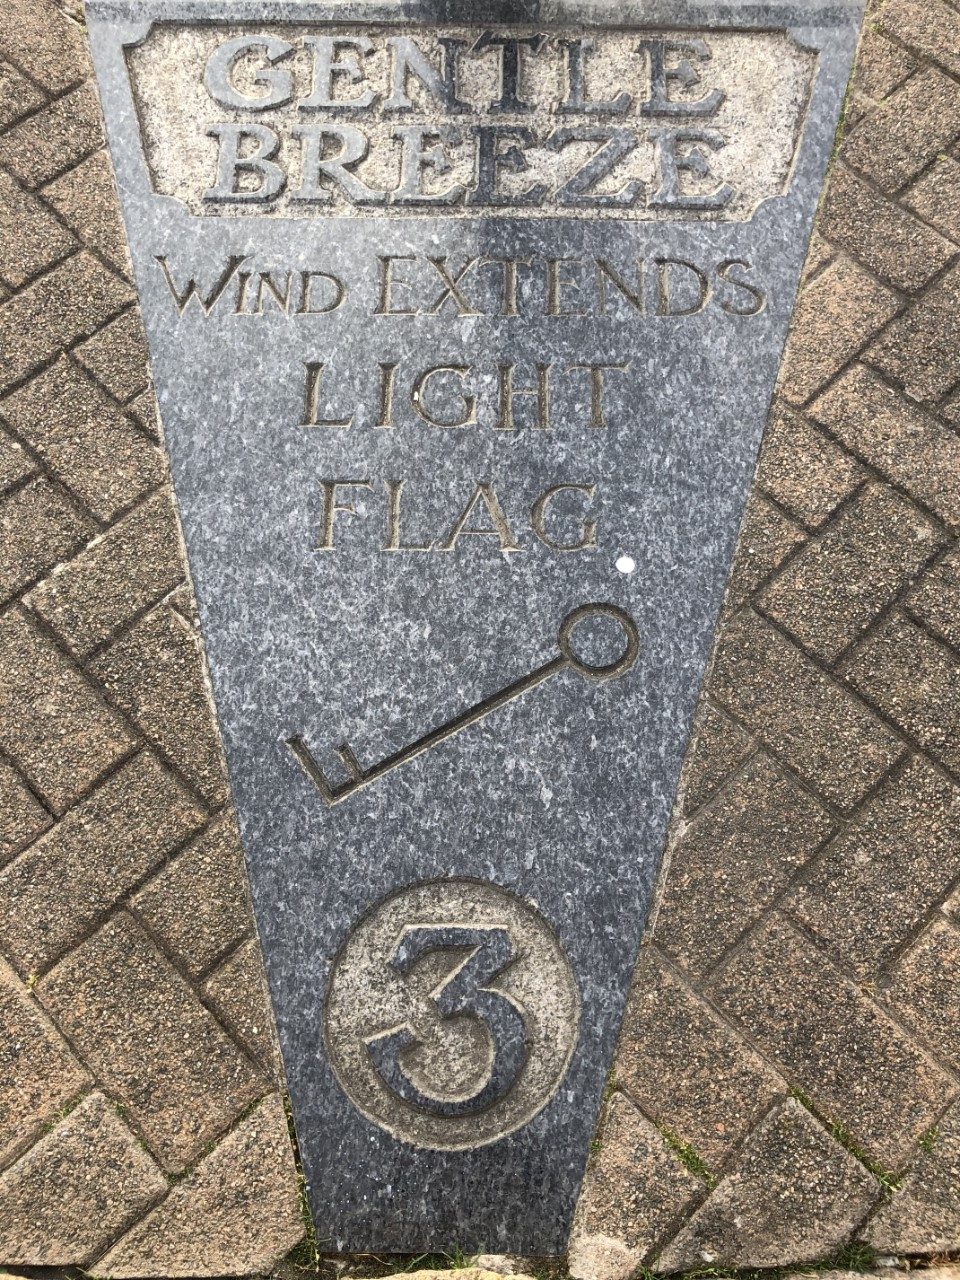 GENTLE
BREEZE
WIND EXTENDS
LIGHT
FLAG
3